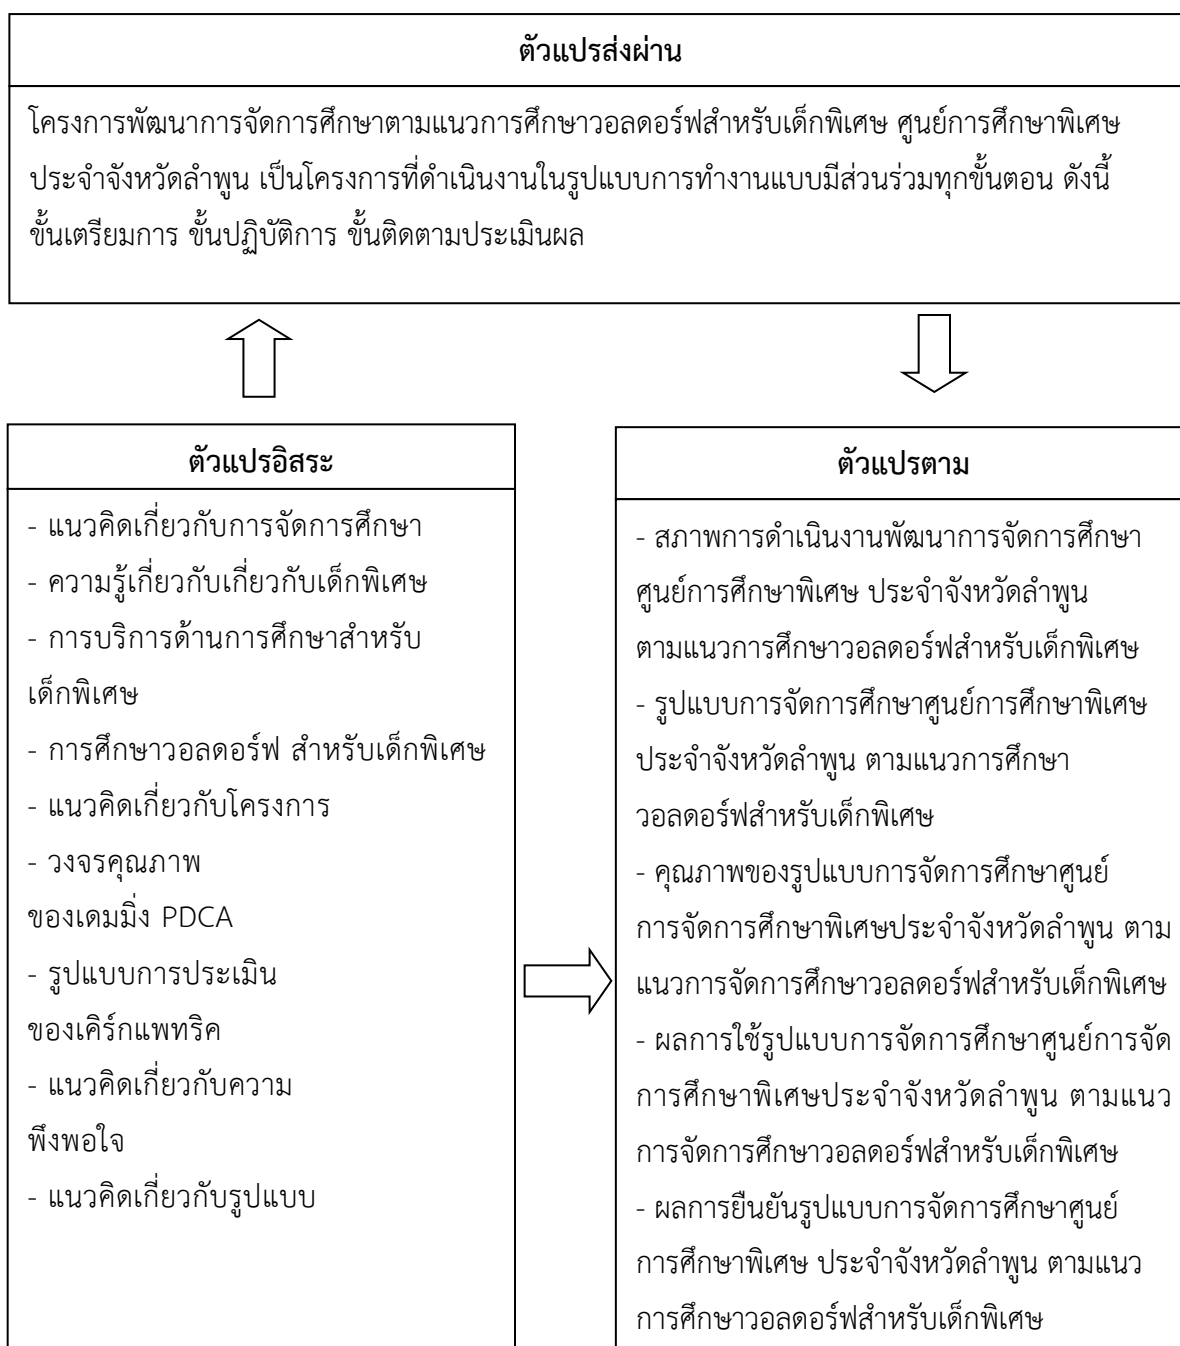 ตัวแปรส่งผ่าน
โครงการพัฒนาการจัดการศึกษาตามแนวการศึกษาวอลดอร์ฟสำหรับเด็กพิเศษ ศูนย์การศึกษาพิเศษ
ประจำจังหวัดลำพูน เป็นโครงการที่ดำเนินงานในรูปแบบการทำงานแบบมีส่วนร่วมทุกขั้นตอน ดังนี้
ขั้นเตรียมการ ขั้นปฏิบัติการ ขั้นติดตามประเมินผล
ตัวแปรอิสระ
- แนวคิดเกี่ยวกับการจัดการศึกษา
- ความรู้เกี่ยวกับเกี่ยวกับเด็กพิเศษ
- การบริการด้านการศึกษาสำหรับ
เด็กพิเศษ
- การศึกษาวอลดอร์ฟ สำหรับเด็กพิเศษ
- แนวคิดเกี่ยวกับโครงการ
- วงจรคุณภาพ
ของเดมมิ่ง PDCA
- รูปแบบการประเมิน
ของเคิร์กแพทริค
- แนวคิดเกี่ยวกับความ
พึงพอใจ
- แนวคิดเกี่ยวกับรูปแบบ
ตัวแปรตาม
- สภาพการดำเนินงานพัฒนาการจัดการศึกษา
ศูนย์การศึกษาพิเศษ ประจำจังหวัดลำพูน
ตามแนวการศึกษาวอลดอร์ฟสำหรับเด็กพิเศษ
- รูปแบบการจัดการศึกษาศูนย์การศึกษาพิเศษ
ประจำจังหวัดลำพูน ตามแนวการศึกษา
วอลดอร์ฟสำหรับเด็กพิเศษ
- คุณภาพของรูปแบบการจัดการศึกษาศูนย์
การจัดการศึกษาพิเศษประจำจังหวัดลำพูน ตาม
แนวการจัดการศึกษาวอลดอร์ฟสำหรับเด็กพิเศษ
- ผลการใช้รูปแบบการจัดการศึกษาศูนย์การจัด
การศึกษาพิเศษประจำจังหวัดลำพูน ตามแนว
การจัดการศึกษาวอลดอร์ฟสำหรับเด็กพิเศษ
- ผลการยืนยันรูปแบบการจัดการศึกษาศูนย์
การศึกษาพิเศษ ประจำจังหวัดลำพูน ตามแนว
การศึกษาวอลดอร์ฟสำหรับเด็กพิเศษ